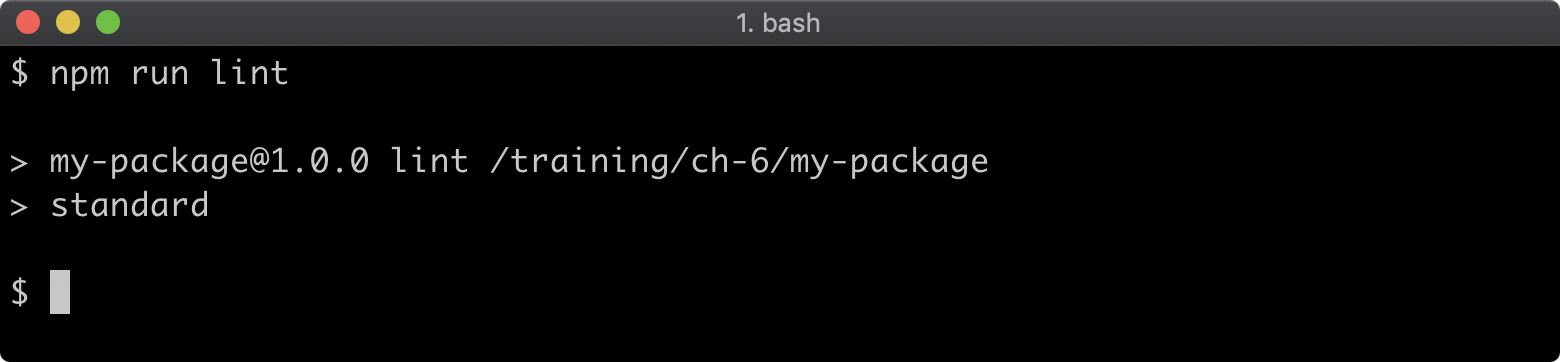 1. bash
$ npm run lint
> my-package@1.0.0 lint /training/ch-6/my-package
> standard
$